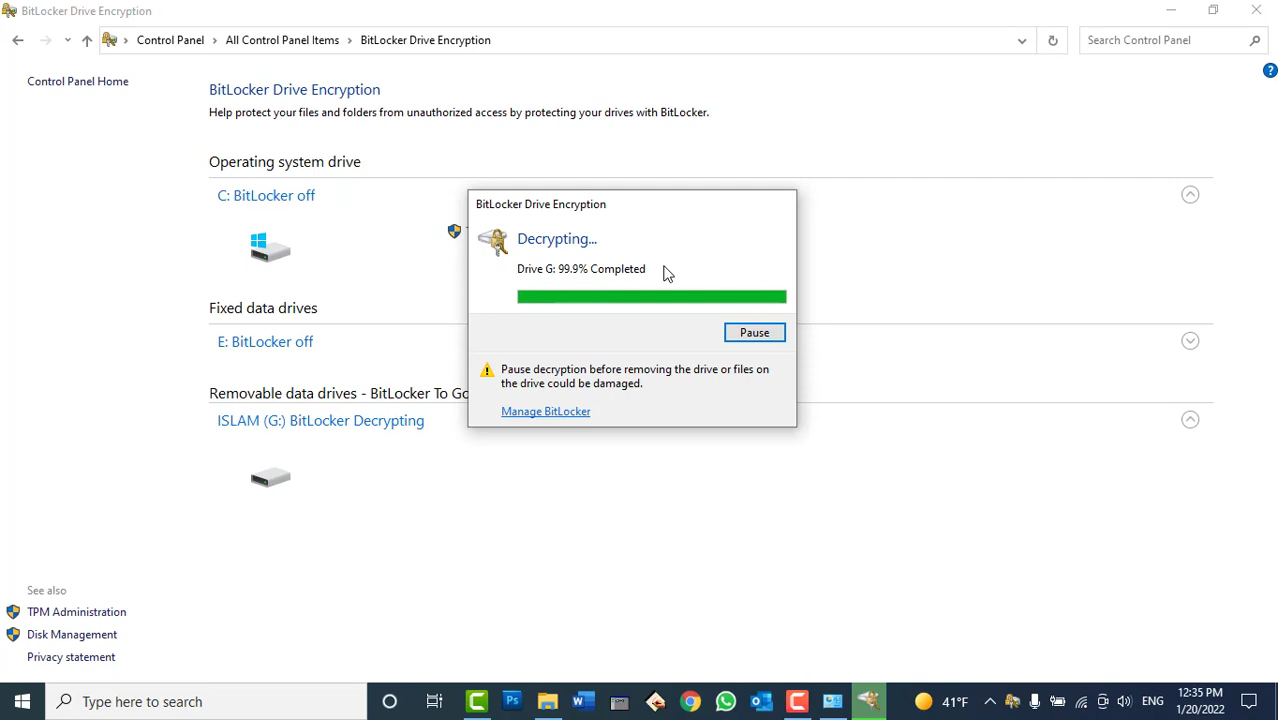 BitLocker Drive Encryption
Control Panel > All Control Panel Items > BitLocker Drive Encryption
Search Control Panel
Control Panel Home
BitLocker Drive Encryption
Help protect your files and folders from unauthorized access by protecting your drives with BitLocker.
Operating system drive
C: BitLocker off
BitLocker Drive Encryption
Decrypting...
Drive G: 99.9% Completed
Pause
Pause decryption before removing the drive or files on
the drive could be damaged.
Manage BitLocker
Fixed data drives
E: BitLocker off
Removable data drives - BitLocker To Go
ISLAM (G:) BitLocker Decrypting
See also
TPM Administration
Disk Management
Privacy statement
Type here to search
Ps
41°F
ENG
12:35 PM
1/20/2022